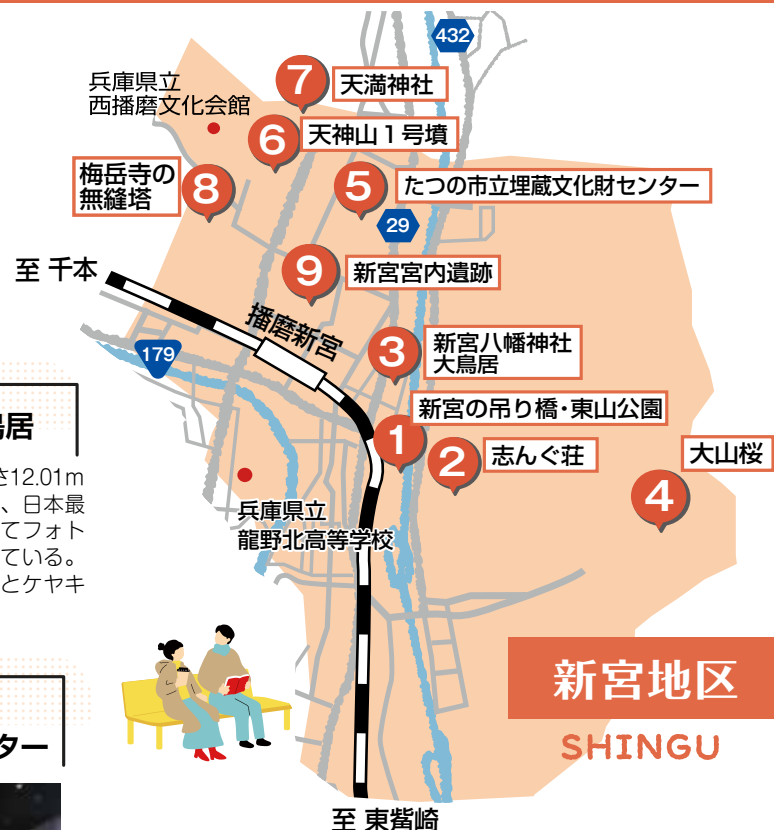 432
兵庫県立
西播磨文化会館
7
天満神社
6
天神山1号墳
梅岳寺の
無縫塔
8
5
たつの市立埋蔵文化財センター
29
9
新宮宮内遺跡
至 千本
播磨新宮
179
3
新宮八幡神社
大鳥居
1
新宮の吊り橋・東山公園
2
志んぐ荘
大山桜
4
兵庫県立
龍野北高等学校
鳥居
さ12.01m
、日本最
てフォト
ている。
とケヤキ
新宮地区
SHINGU
ター
至 東觜崎